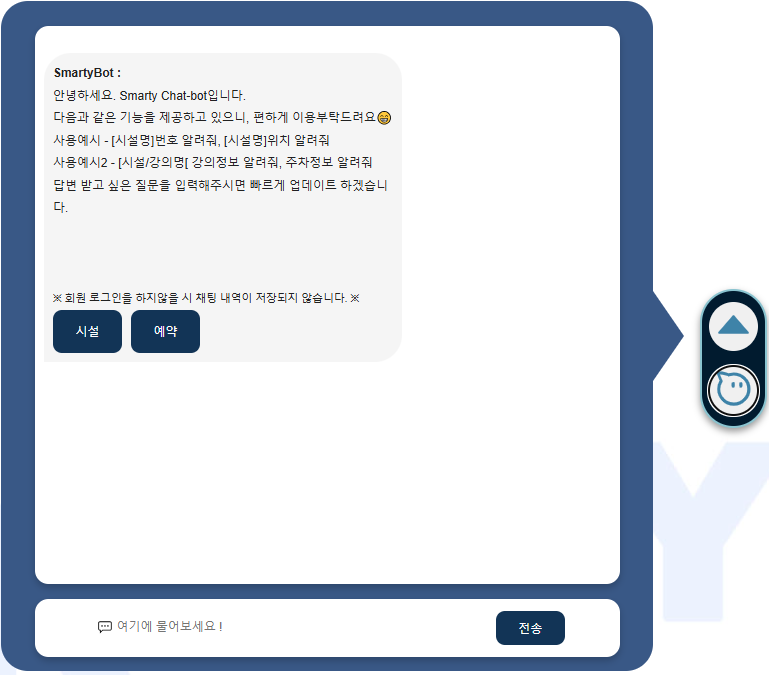 SmartyBot :
안녕하세요. Smarty Chat-bot입니다.
다음과 같은 기능을 제공하고 있으니, 편하게 이용부탁드려요😁
사용예시 - [시설명]번호 알려줘, [시설명]위치 알려줘
사용예시2 - [시설/강의명[ 강의정보 알려줘, 주차정보 알려줘
답변 받고 싶은 질문을 입력해주시면 빠르게 업데이트 하겠습니
다.
※ 회원 로그인을 하지않을 시 채팅 내역이 저장되지 않습니다. ※
시설 예약
💬 여기에 물어보세요 !
전송
Y